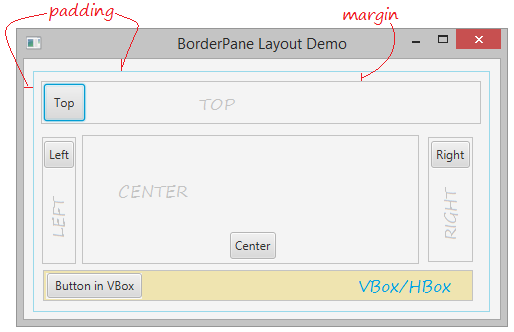 padding
margin
BorderPane Layout Demo
Top
TOP
Left
Right
LEFT
CENTER
RIGHT
Center
Button in VBox
VBox/HBox